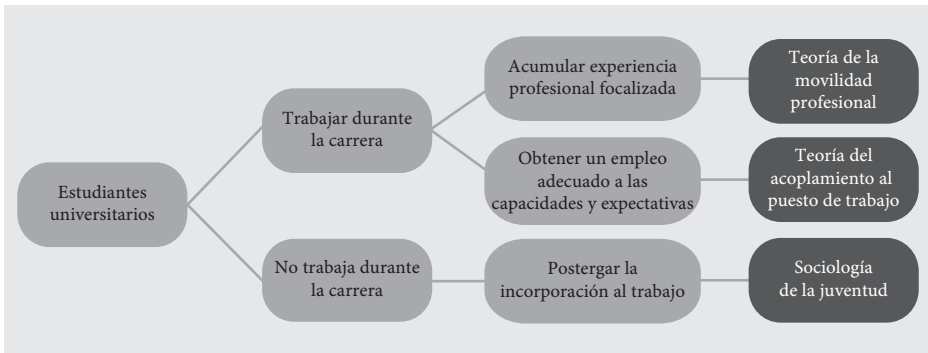 Estudiantes
universitarios
Trabajar durante
la carrera
No trabaja durante
la carrera
Acumular experiencia
profesional focalizada
Obtener un empleo
adecuado a las
capacidades y expectativas
Postergar la
incorporación al trabajo
Teoría de la
movilidad
profesional
Teoría del
acoplamiento al
puesto de trabajo
Sociología
de la juventud